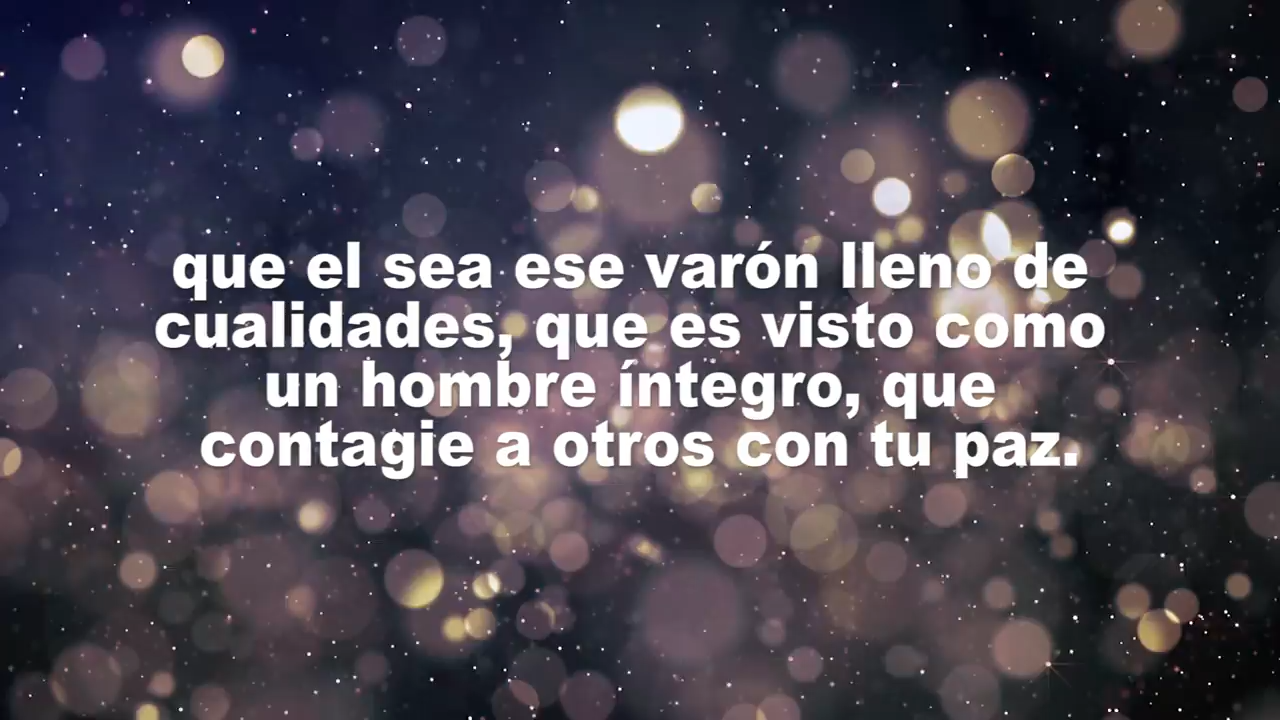 que el sea ese varón lleno de
cualidades, que es visto como
un hombre íntegro, que
contagie a otros con tu paz.